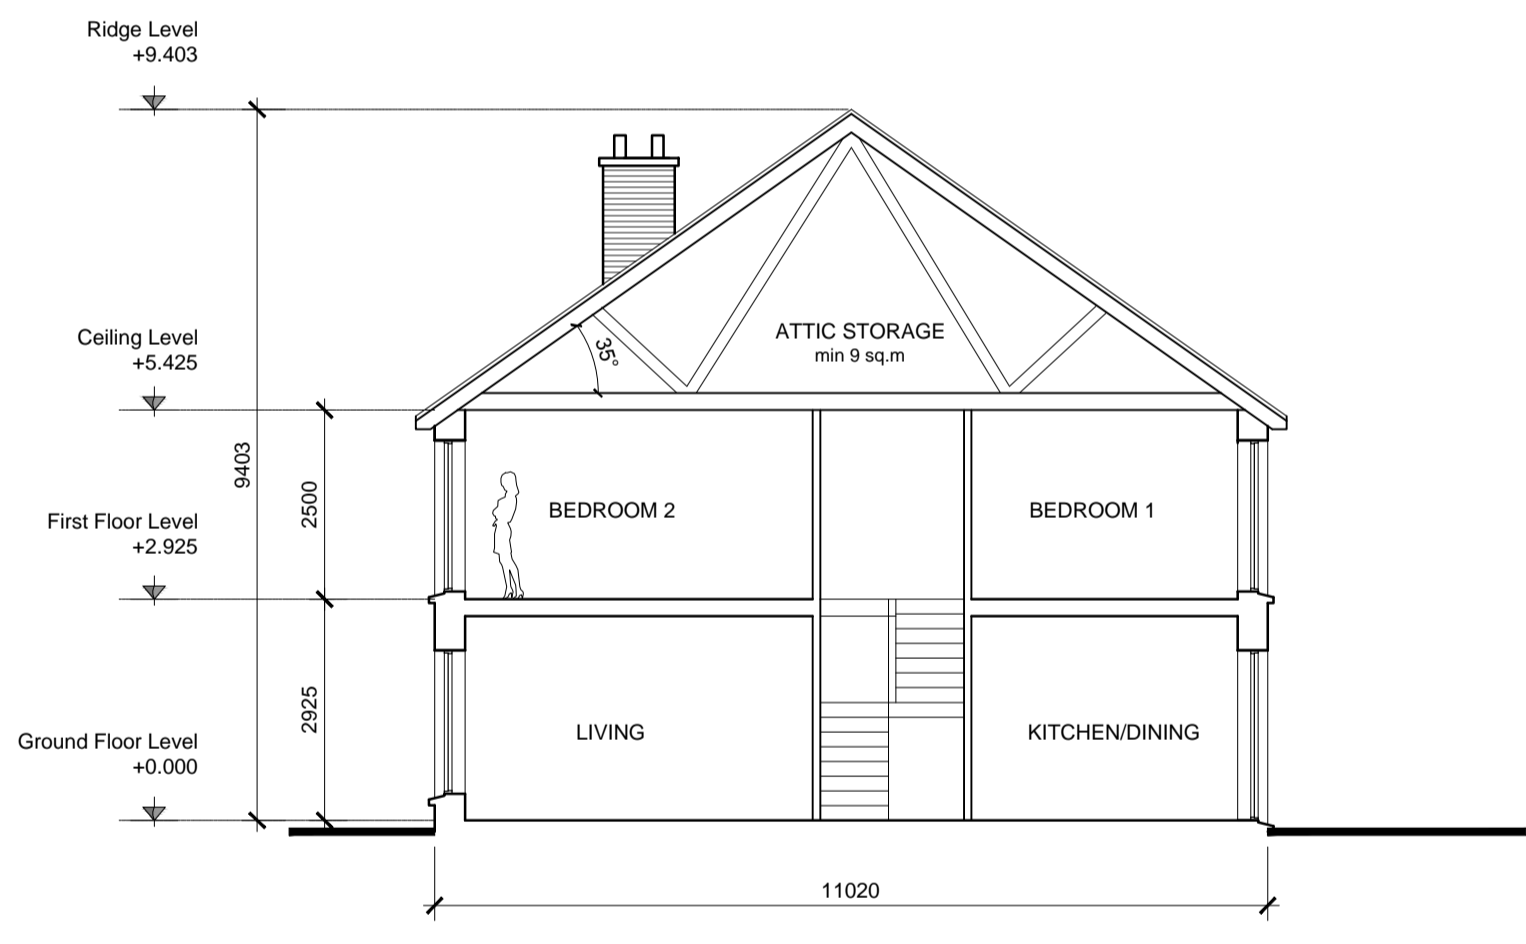 Ridge Level
+9.403
Ceiling Level
+5.425
ATTIC STORAGE
min 9 sq.m
35°
9403
2500
First Floor Level
+2.925
BEDROOM 2
BEDROOM 1
2925
Ground Floor Level
+0.000
LIVING
KITCHEN/DINING
11020